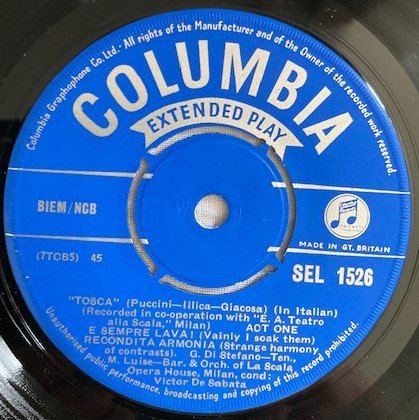 Columbia Graphophone Co. Ltd.· All rights of the Manufacturer and of the Owner of the recorded work reserved.
COLUMBIA
EXTENDED PLAY
BIEM/NCB
MADE IN GT. BRITAIN
(7TOB5) 45
SEL 1526
"TOSCA" (Puccini—Illica—Giacosa) (In Italian)
(Recorded in co-operation with "E. A. Teatro
alla Scala," Milan) ACT ONE
E SEMPRE LAVA! (Vainly I soak them)
RECONDITA ARMONIA (Strange harmony
of contrasts). G. Di Stefano—Ten.,
M. Luise—Bar. & Orch. of La Scala
Opera House, Milan, cond:
Victor De Sabata
Unauthorised public performance, broadcasting and copying of this record prohibited.